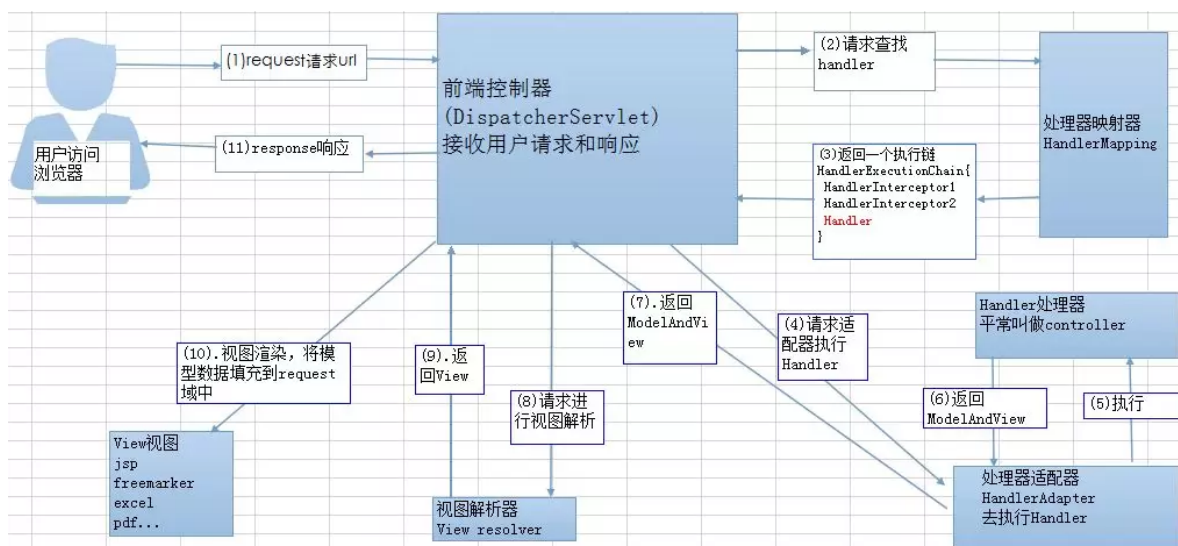 (1)request请求url
前端控制器
(DispatcherServlet)
接收用户请求和响应
(2)请求查找
handler
处理器映射器
HandlerMapping
用户访问
浏览器
(11)response响应
(3)返回一个执行链
HandlerExecutionChain{
HandlerInterceptor1
HandlerInterceptor2
Handler
}
(7).返回
ModelAndVi
ew
(4)请求适
配器执行
Handler
Handler处理器
平常叫做controller
(10).视图渲染，将模
型数据填充到request
域中
(9).返
回View
(8)请求进
行视图解析
(6)返回
ModelAndView
(5)执行
View视图
jsp
freemarker
excel
pdf...
视图解析器
View resolver
处理器适配器
HandlerAdapter
去执行Handler